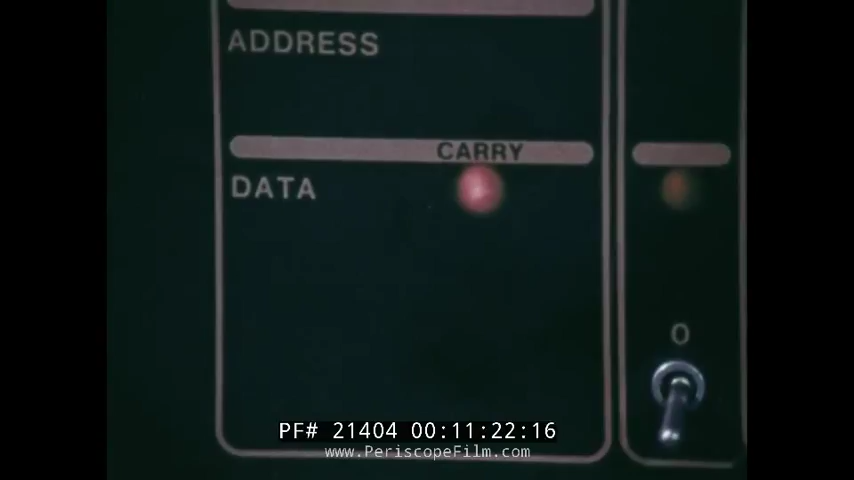 ADDRESS
CARRY
DATA
0
PF# 21404 00:11:22:16
www.PeriscopeFilm.com